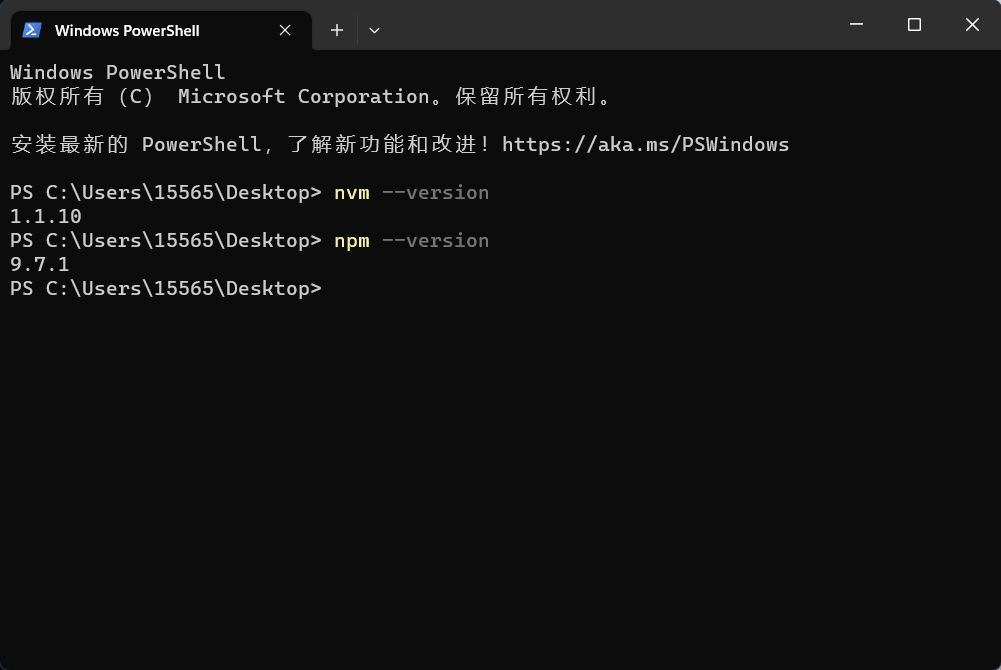 Windows PowerShell
Windows PowerShell
版权所有（C） Microsoft Corporation。保留所有权利。
安装最新的 PowerShell，了解新功能和改进！https://aka.ms/PSWindows
PS C:\Users\15565\Desktop> nvm --version
1.1.10
PS C:\Users\15565\Desktop> npm --version
9.7.1
PS C:\Users\15565\Desktop>